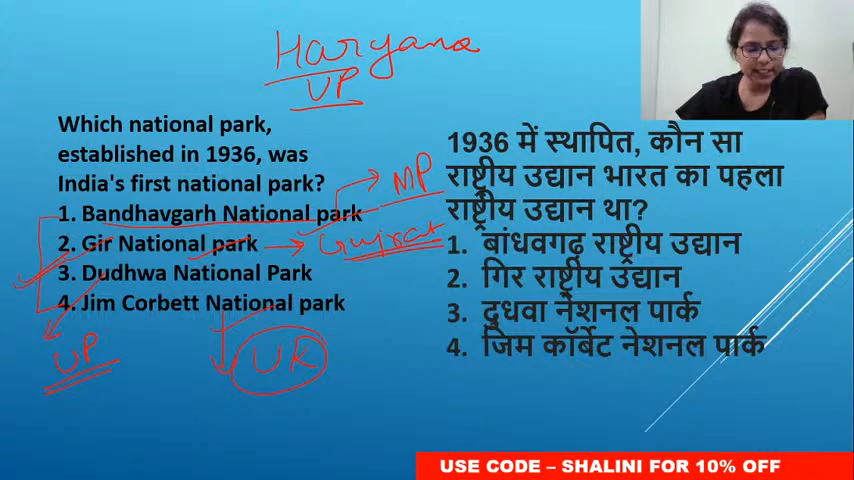 Haryana
UP
Which national park,
established in 1936, was
India's first national park?
1. Bandhavgarh National park
2. Gir National park
3. Dudhwa National Park
4. Jim Corbett National park
MP
Gujrat
UP
UK
1936 में स्थापित, कौन सा
राष्ट्रीय उद्यान भारत का पहला
राष्ट्रीय उद्यान था?
1. बांधवगढ़ राष्ट्रीय उद्यान
2. गिर राष्ट्रीय उद्यान
3. दुधवा नेशनल पार्क
4. जिम कॉर्बेट नेशनल पार्क
USE CODE – SHALINI FOR 10% OFF